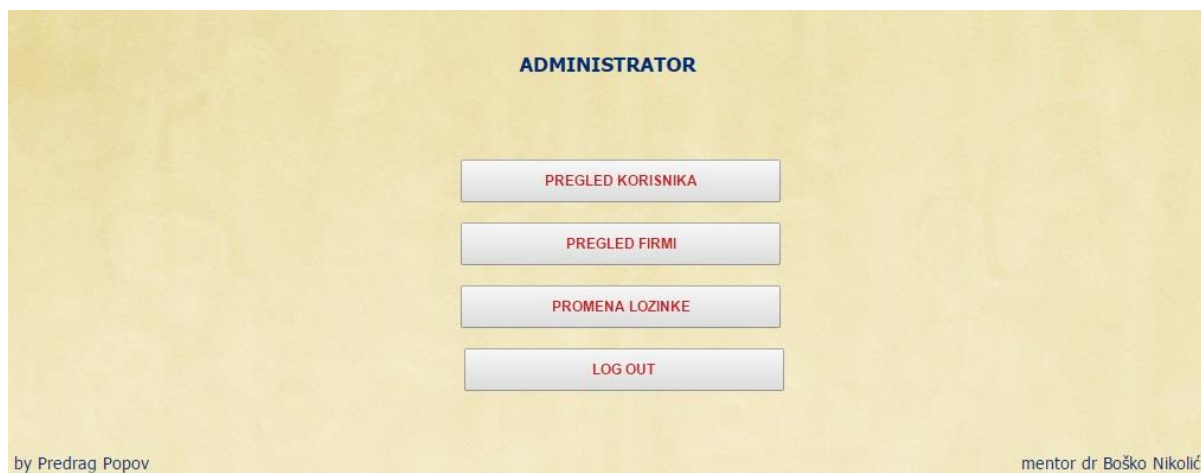 ADMINISTRATOR
PREGLED KORISNIKA
PREGLED FIRMI
PROMENA LOZINKE
LOG OUT
by Predrag Popov
mentor dr Boško Nikolić